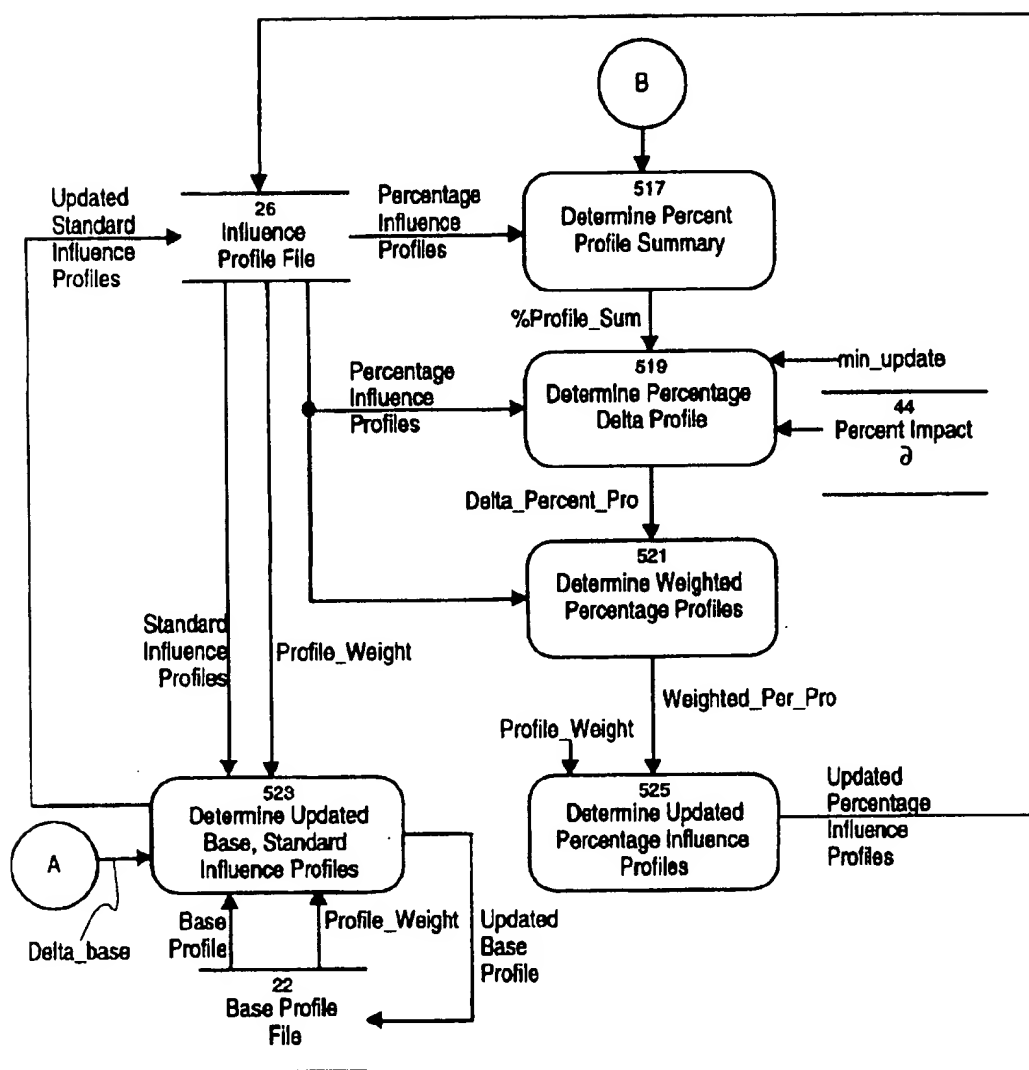 B
Updated
Standard
Influence
Profiles
26
Influence
Profile File
Percentage
Influence
Profiles
517
Determine Percent
Profile Summary
%Profile_Sum
Percentage
Influence
Profiles
519
Determine Percentage
Delta Profile
min_update
44
Percent Impact
∂
Delta_Percent_Pro
521
Determine Weighted
Percentage Profiles
Standard
Influence
Profiles
Profile_Weight
Weighted_Per_Pro
Profile_Weight
523
Determine Updated
Base, Standard
Influence Profiles
525
Determine Updated
Percentage Influence
Profiles
Updated
Percentage
Influence
Profiles
A
Delta_base
Base
Profile
Profile_Weight
Updated
Base
Profile
22
Base Profile
File